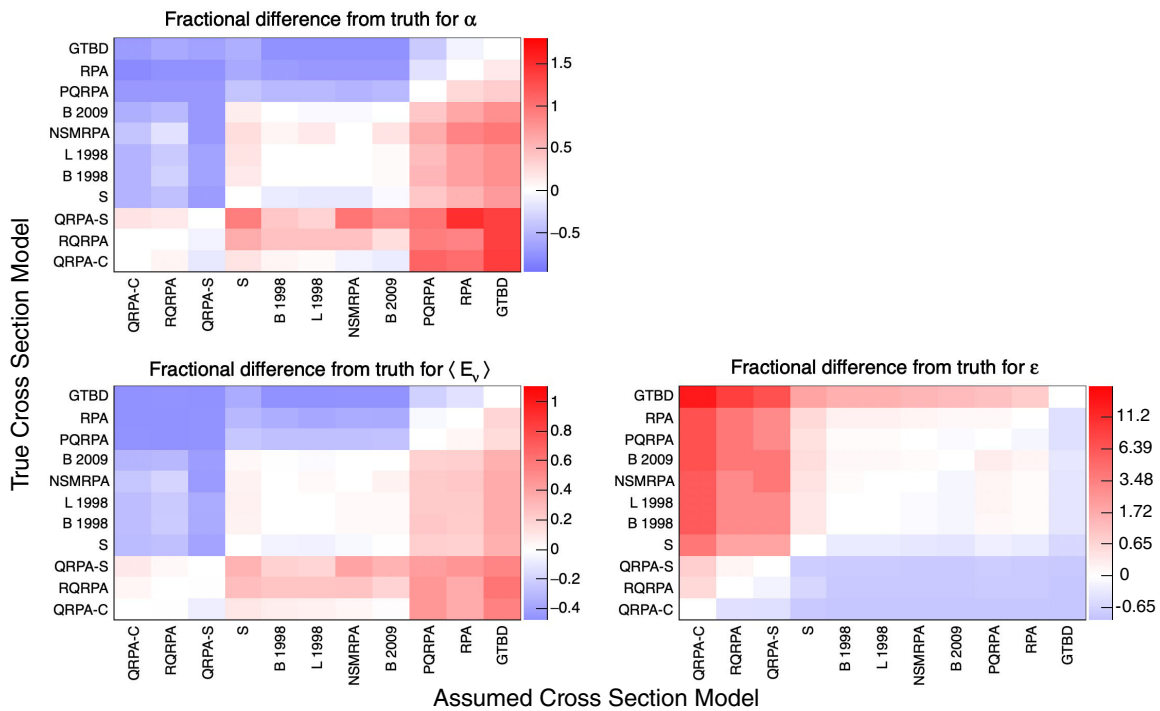 Fractional difference from truth for α
GTBD
RPA
PQRPA
B 2009
NSMRPA
L 1998
B 1998
S
QRPA-S
RQRPA
QRPA-C
QRPA-C
RQRPA
QRPA-S
S
B 1998
L 1998
NSMRPA
B 2009
PQRPA
RPA
GTBD
1.5
1
0.5
0
−0.5
True Cross Section Model
Fractional difference from truth for ⟨ Eν ⟩
GTBD
RPA
PQRPA
B 2009
NSMRPA
L 1998
B 1998
S
QRPA-S
RQRPA
QRPA-C
QRPA-C
RQRPA
QRPA-S
S
B 1998
L 1998
NSMRPA
B 2009
PQRPA
RPA
GTBD
1
0.8
0.6
0.4
0.2
0
−0.2
−0.4
Fractional difference from truth for ε
GTBD
RPA
PQRPA
B 2009
NSMRPA
L 1998
B 1998
S
QRPA-S
RQRPA
QRPA-C
QRPA-C
RQRPA
QRPA-S
S
B 1998
L 1998
NSMRPA
B 2009
PQRPA
RPA
GTBD
11.2
6.39
3.48
1.72
0.65
0
-0.65
Assumed Cross Section Model